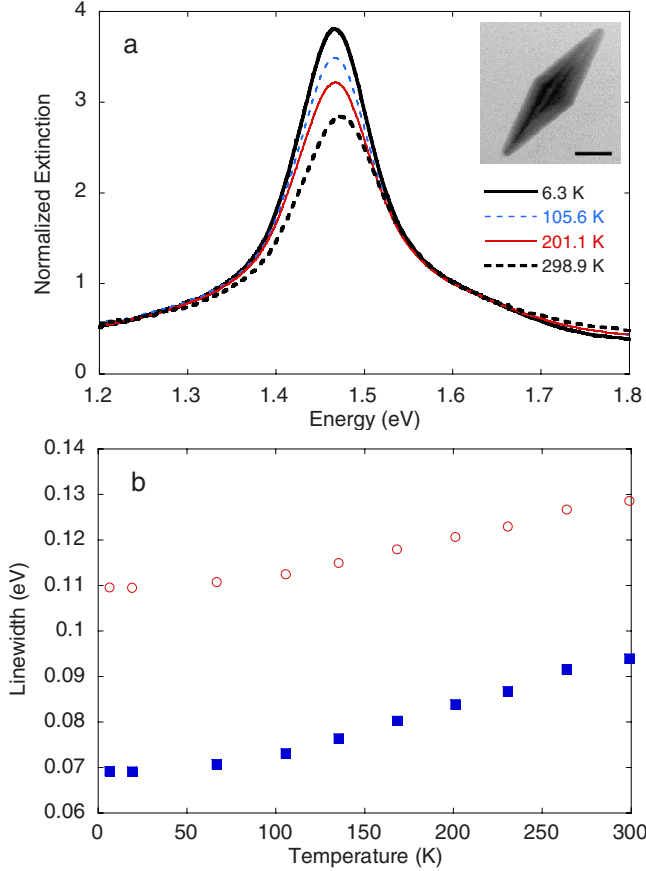 a
4
3
2
1
0
Normalized Extinction
6.3 K
105.6 K
201.1 K
298.9 K
1.2 1.3 1.4 1.5 1.6 1.7 1.8
Energy (eV)
b
0.14
0.13
0.12
0.11
0.1
0.09
0.08
0.07
0.06
Linewidth (eV)
0 50 100 150 200 250 300
Temperature (K)